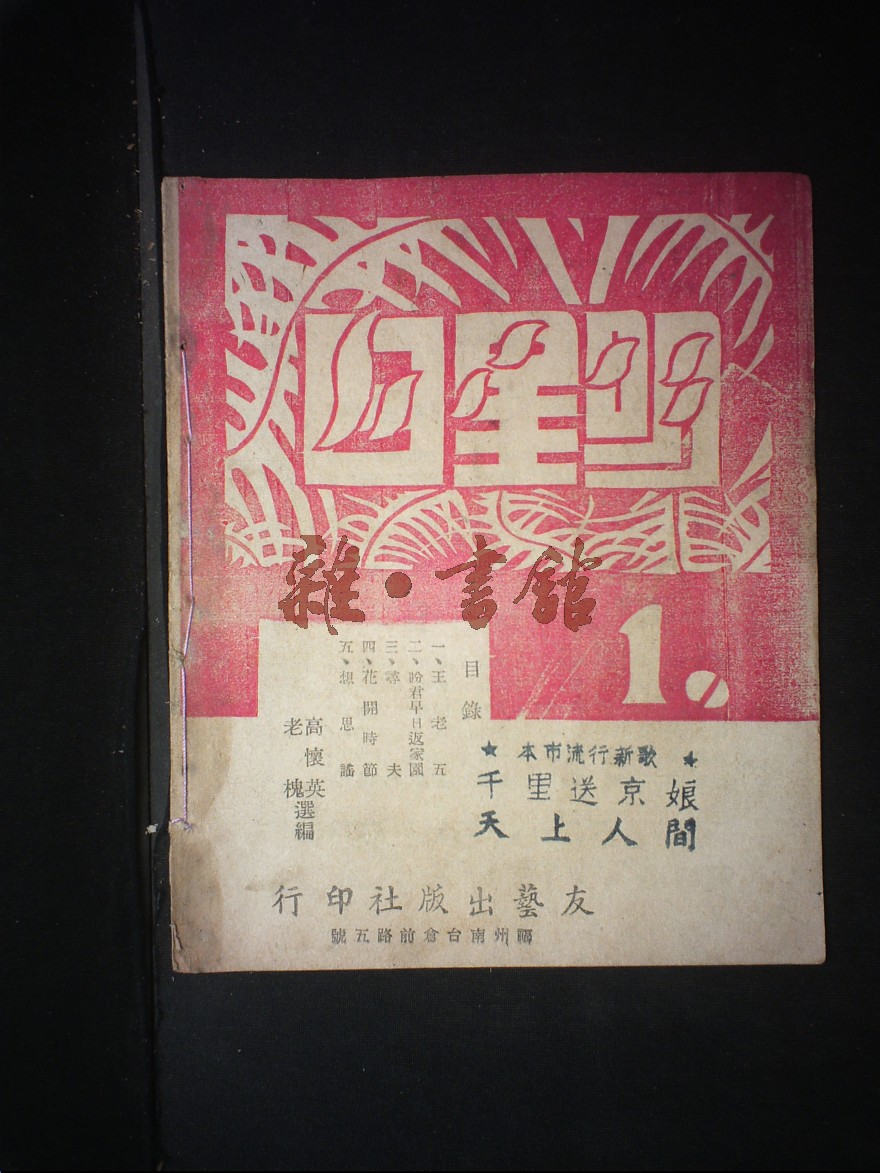 雜·書館
1.
目錄
一、王老五
二、盼君早日返家園
三、尋夫
四、花開時節
五、想思謠
高懷英
老槐選編
★ 本市流行新歌 ★
千里送京娘
天上人間
友藝出版社印行
福州南台倉前路五號